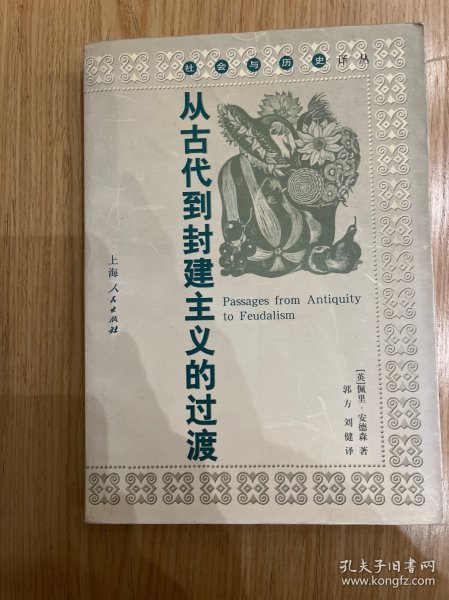 社会与历史译丛
从古代到封建主义的过渡
Passages from Antiquity
to Feudalism
上海人民出版社
[英]佩里·安德森 著
郭方 刘健 译
孔夫子旧书网
www.kongfz.com